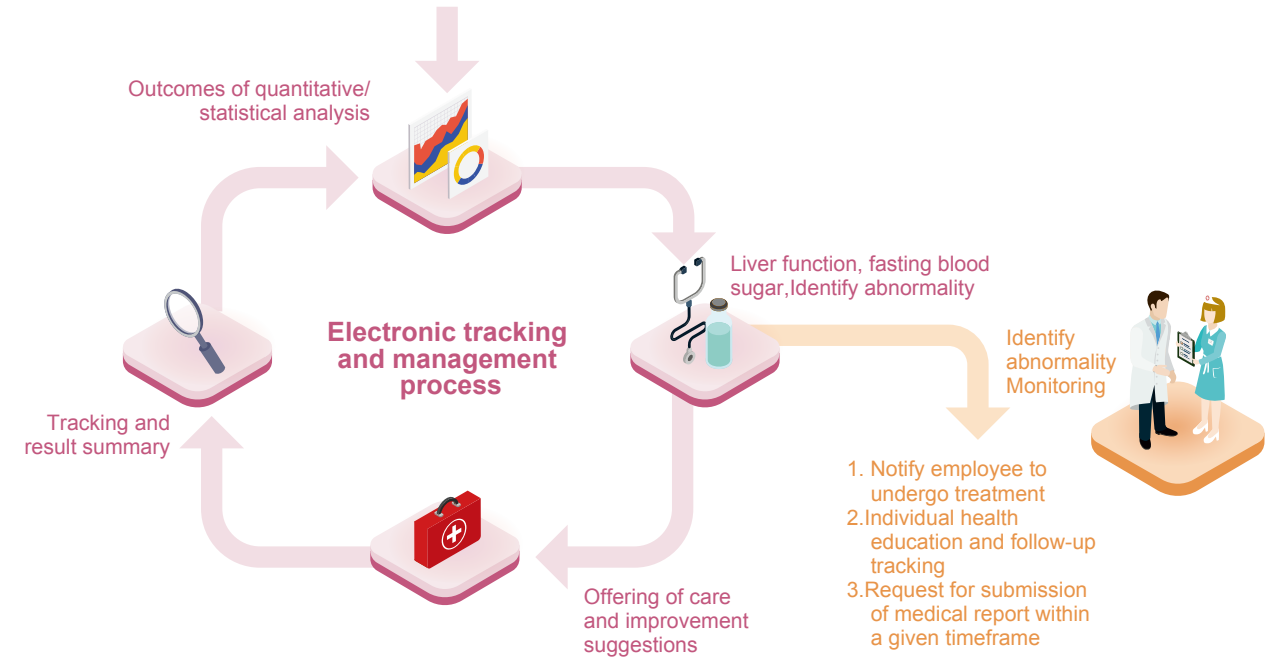 Outcomes of quantitative/
statistical analysis
Liver function, fasting blood
sugar,Identify abnormality
Electronic tracking
and management
process
Identify
abnormality
Monitoring
Tracking and
result summary
1. Notify employee to
undergo treatment
2.Individual health
education and follow-up
tracking
3.Request for submission
of medical report within
a given timeframe
Offering of care
and improvement
suggestions